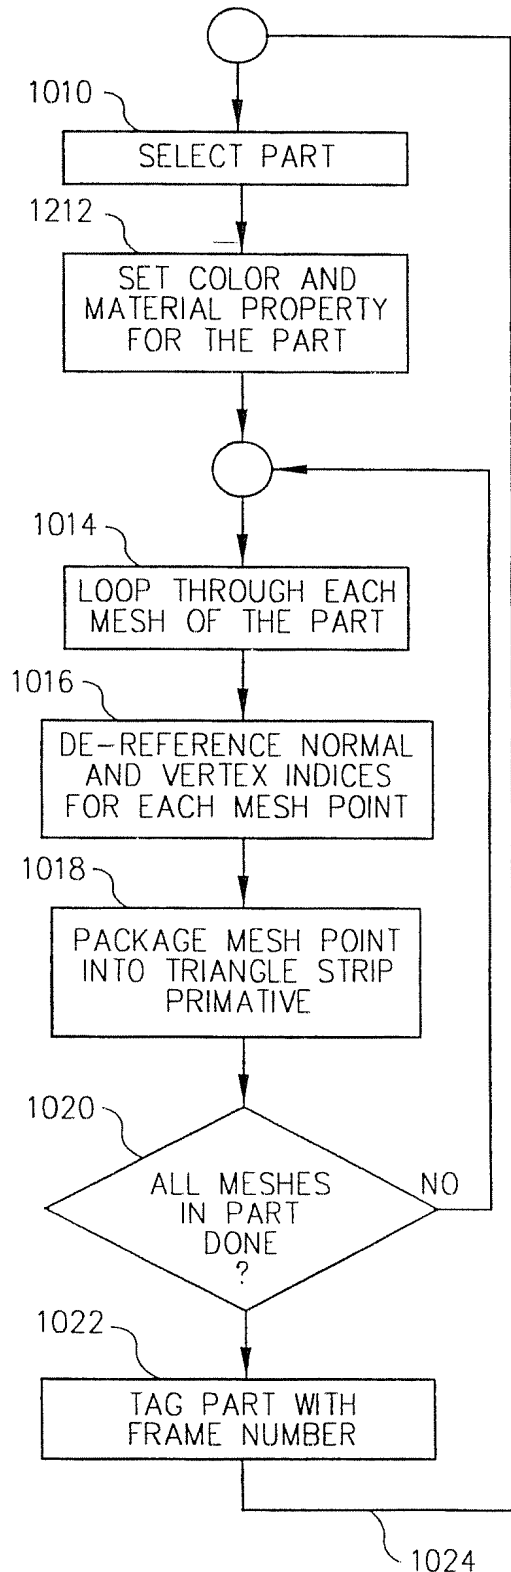 1010
SELECT PART
1212
SET COLOR AND
MATERIAL PROPERTY
FOR THE PART
1014
LOOP THROUGH EACH
MESH OF THE PART
1016
DE-REFERENCE NORMAL
AND VERTEX INDICES
FOR EACH MESH POINT
1018
PACKAGE MESH POINT
INTO TRIANGLE STRIP
PRIMATIVE
1020
ALL MESHES
IN PART
DONE
?
NO
1022
TAG PART WITH
FRAME NUMBER
1024